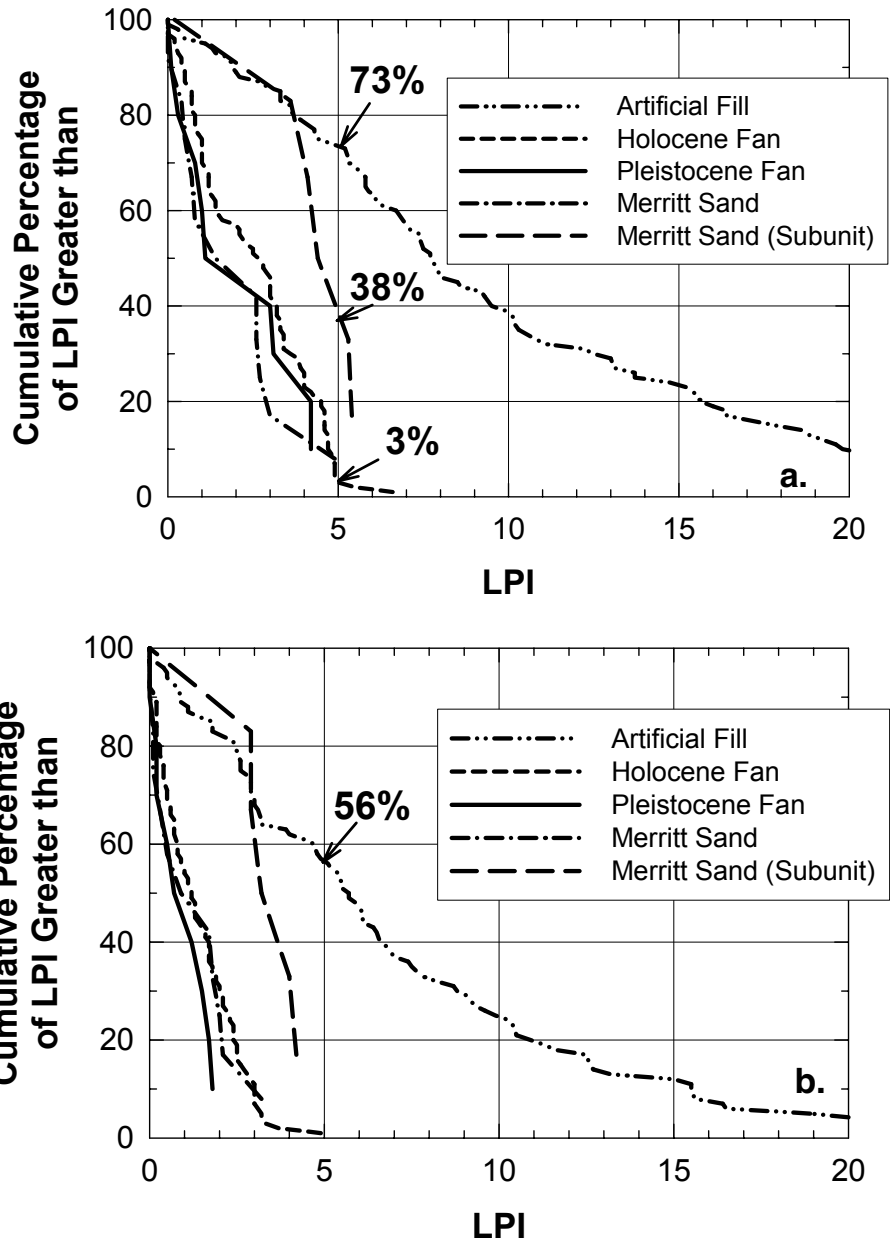 Cumulative Percentage
of LPI Greater than
100
80
60
40
20
0
73%
38%
3%
Artificial Fill
Holocene Fan
Pleistocene Fan
Merritt Sand
Merritt Sand (Subunit)
a.
0
5
10
15
20
LPI
Cumulative Percentage
of LPI Greater than
100
80
60
40
20
0
56%
Artificial Fill
Holocene Fan
Pleistocene Fan
Merritt Sand
Merritt Sand (Subunit)
b.
0
5
10
15
20
LPI